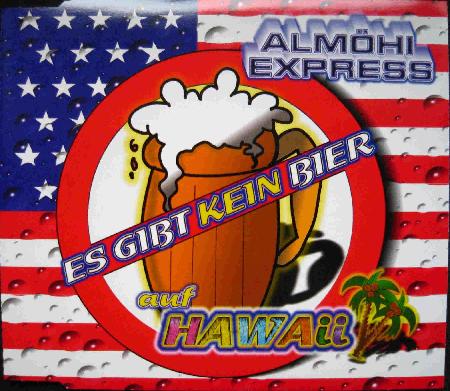 ALMÖHI
EXPRESS
ES GIBT KEIN BIER
auf
HAWAii